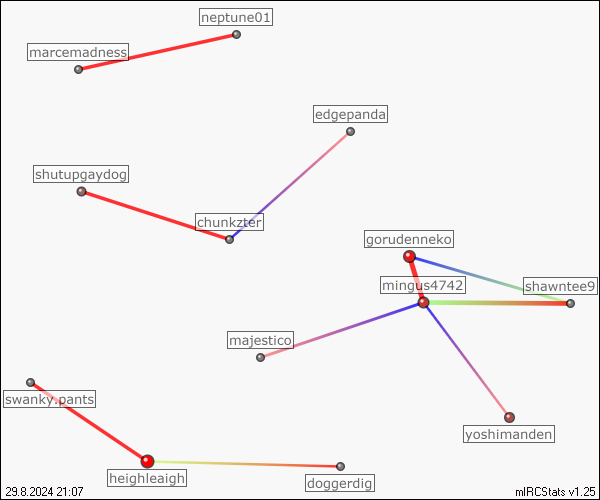 neptune01
marcemadness
edgepanda
shutupgaydog
chunkzter
gorudenneko
mingus4742
shawntee9
majestico
swanky.pants
yoshimanden
heighleaigh
doggerdig
29.8.2024 21:07
mIRCStats v1.25